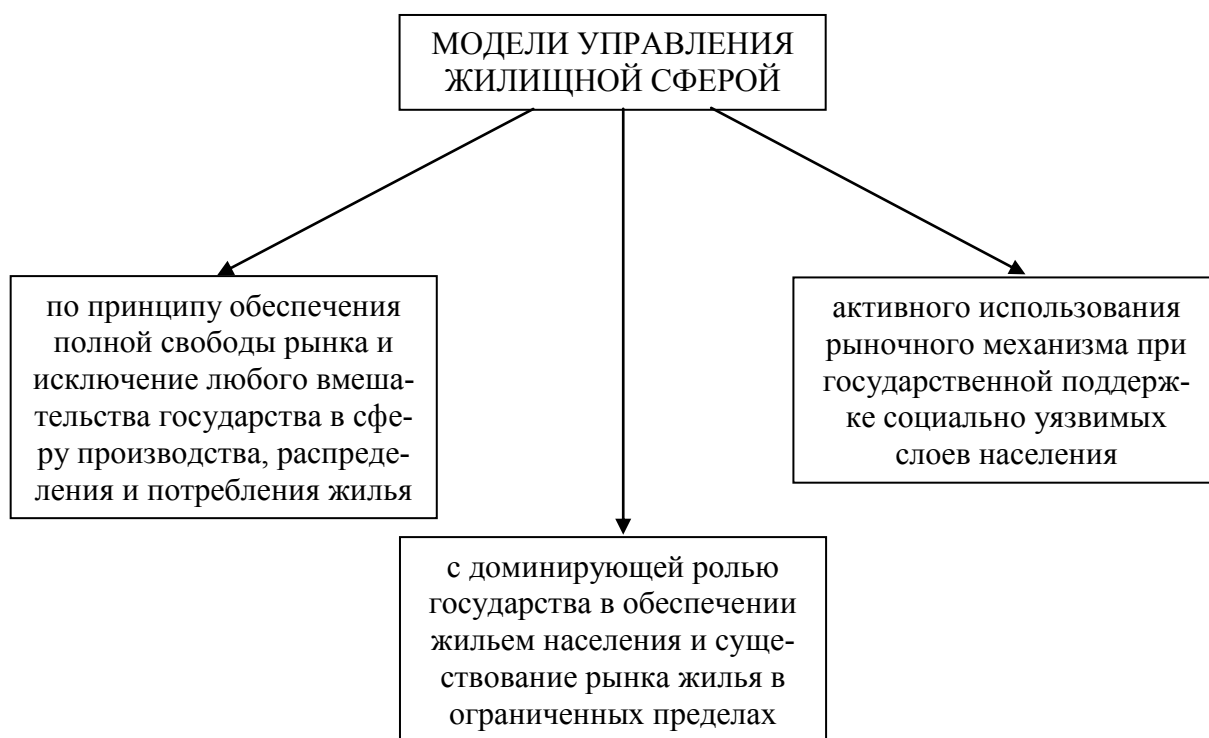 МОДЕЛИ УПРАВЛЕНИЯ
ЖИЛИЩНОЙ СФЕРОЙ
по принципу обеспечения
полной свободы рынка и
исключение любого вмеша-
тельства государства в сфе-
ру производства, распреде-
ления и потребления жилья
с доминирующей ролью
государства в обеспечении
жильем населения и суще-
ствование рынка жилья в
ограниченных пределах
активного использования
рыночного механизма при
государственной поддерж-
ке социально уязвимых
слоев населения